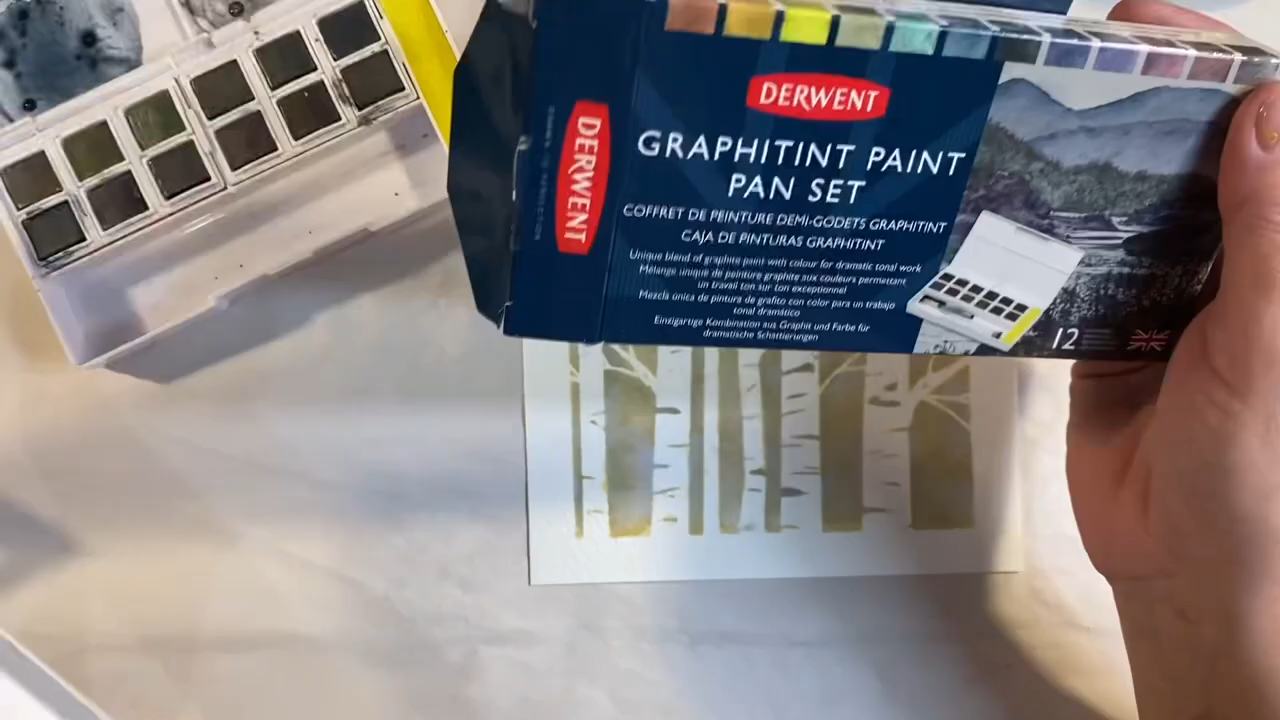 DERWENT
DERWENT
GRAPHITINT PAINT
PAN SET
COFFRET DE PEINTURE DEMI-GODETS GRAPHITINT
CAJA DE PINTURAS GRAPHITINT
Unique blend of graphite paint with colour for dramatic tonal work
Mélange unique de peinture graphite aux couleurs permettant
un travail ton sur ton exceptionnel
Mezcla única de pintura de grafito con color para un trabajo
tonal dramático
Einzigartige Kombination aus Graphit und Farbe für
dramatische Schattierungen
12